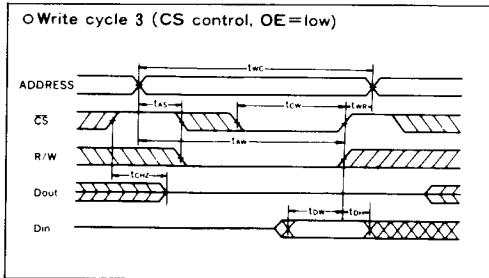 ○ Write cycle 3 (CS control, OE=low)
tWC
ADDRESS
tAS
tCW
tWR
CS
tAW
R/W
tCHZ
Dout
tDW
tDH
Din